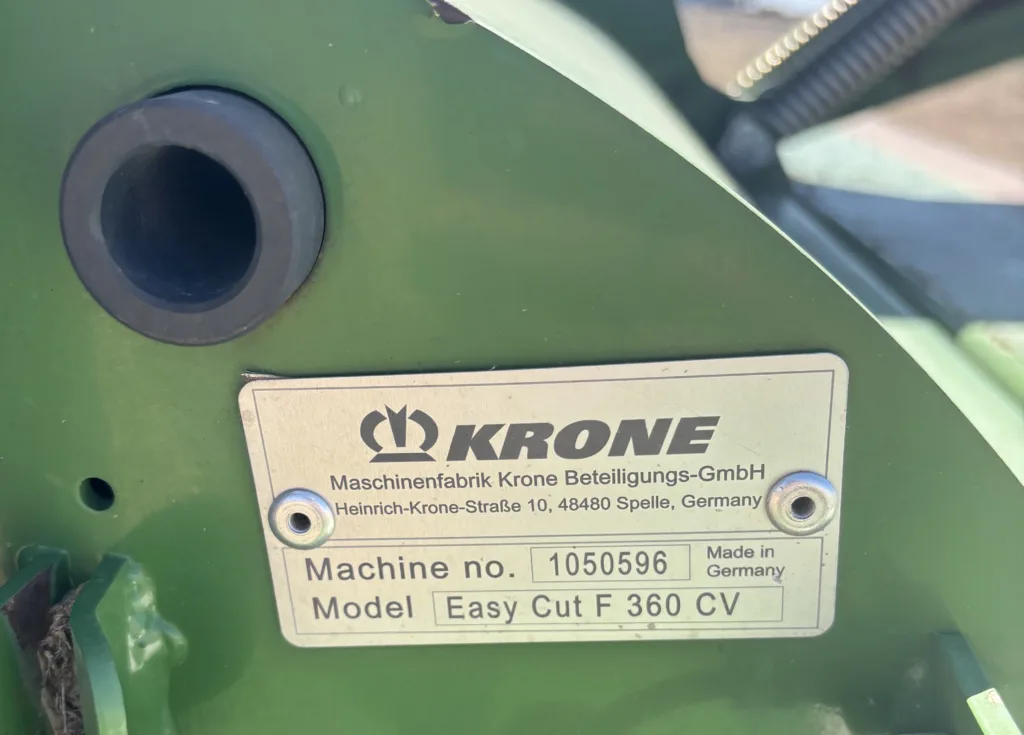 KRONE
Maschinenfabrik Krone Beteiligungs-GmbH
Heinrich-Krone-Straße 10, 48480 Spelle, Germany
Machine no. 1050596 Made in Germany
Model Easy Cut F 360 CV